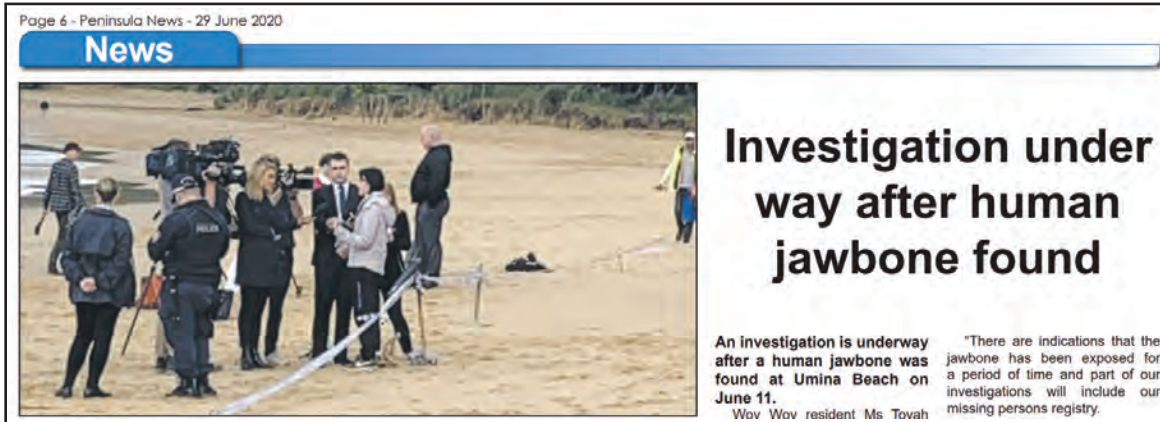 Page 6 - Peninsula News - 29 June 2020
News
POLICE
Investigation under
way after human
jawbone found
An investigation is underway
after a human jawbone was
found at Umina Beach on
June 11.
Woy Woy resident Ms Tovah
"There are indications that the
jawbone has been exposed for
a period of time and part of our
investigations will include our
missing persons registry.